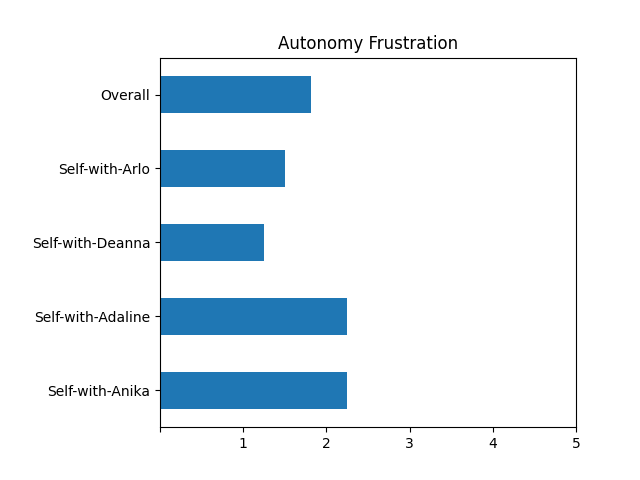 Autonomy Frustration
Overall
Self-with-Arlo
Self-with-Deanna
Self-with-Adaline
Self-with-Anika
1 2 3 4 5